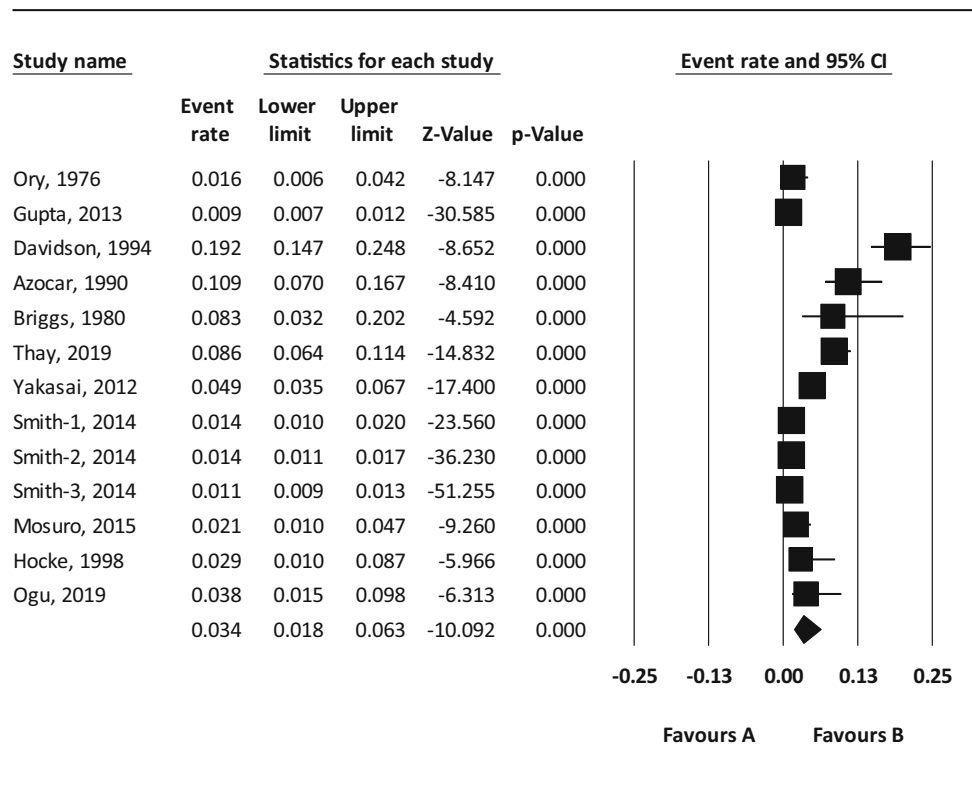 Study name Statistics for each study Event rate and 95% CI
Event Lower Upper
rate limit limit Z-Value p-Value
Ory, 1976 0.016 0.006 0.042 -8.147 0.000
Gupta, 2013 0.009 0.007 0.012 -30.585 0.000
Davidson, 1994 0.192 0.147 0.248 -8.652 0.000
Azocar, 1990 0.109 0.070 0.167 -8.410 0.000
Briggs, 1980 0.083 0.032 0.202 -4.592 0.000
Thay, 2019 0.086 0.064 0.114 -14.832 0.000
Yakasai, 2012 0.049 0.035 0.067 -17.400 0.000
Smith-1, 2014 0.014 0.010 0.020 -23.560 0.000
Smith-2, 2014 0.014 0.011 0.017 -36.230 0.000
Smith-3, 2014 0.011 0.009 0.013 -51.255 0.000
Mosuro, 2015 0.021 0.010 0.047 -9.260 0.000
Hocke, 1998 0.029 0.010 0.087 -5.966 0.000
Ogu, 2019 0.038 0.015 0.098 -6.313 0.000
0.034 0.018 0.063 -10.092 0.000
-0.25 -0.13 0.00 0.13 0.25
Favours A Favours B